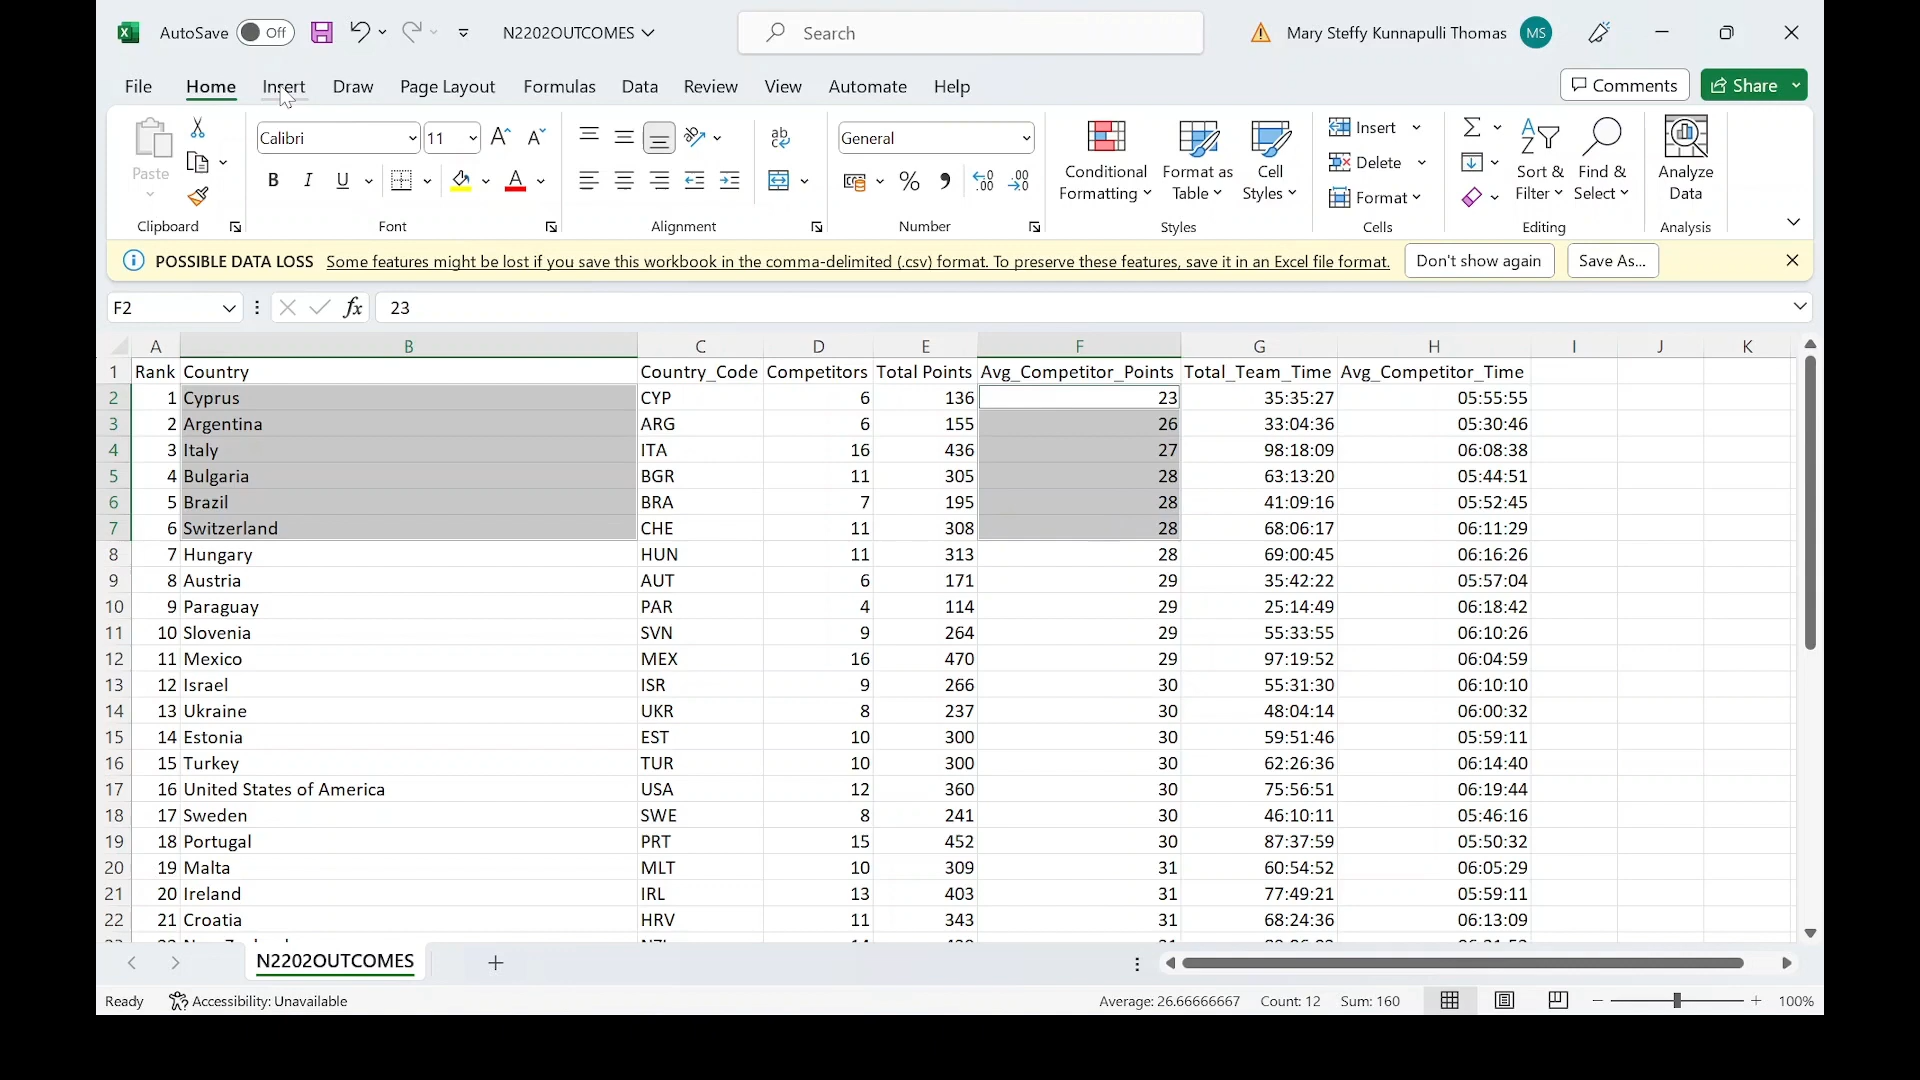 AutoSave Off N2202OUTCOMES Search Mary Steffy Kunnapulli Thomas MS
File Home Insert Draw Page Layout Formulas Data Review View Automate Help Comments Share
Paste Calibri 11 B I U ab General Conditional Formatting Format as Table Cell Styles Insert Delete Format Sort & Filter Find & Select Analyze Data
Clipboard Font Alignment Number Styles Cells Editing Analysis
POSSIBLE DATA LOSS Some features might be lost if you save this workbook in the comma-delimited (.csv) format. To preserve these features, save it in an Excel file format. Don't show again Save As...
F2 fx 23
A B C D E F G H I J K
1 Rank Country Country_Code Competitors Total Points Avg_Competitor_Points Total_Team_Time Avg_Competitor_Time
2 1 Cyprus CYP 6 136 23 35:35:27 05:55:55
3 2 Argentina ARG 6 155 26 33:04:36 05:30:46
4 3 Italy ITA 16 436 27 98:18:09 06:08:38
5 4 Bulgaria BGR 11 305 28 63:13:20 05:44:51
6 5 Brazil BRA 7 195 28 41:09:16 05:52:45
7 6 Switzerland CHE 11 308 28 68:06:17 06:11:29
8 7 Hungary HUN 11 313 28 69:00:45 06:16:26
9 8 Austria AUT 6 171 29 35:42:22 05:57:04
10 9 Paraguay PAR 4 114 29 25:14:49 06:18:42
11 10 Slovenia SVN 9 264 29 55:33:55 06:10:26
12 11 Mexico MEX 16 470 29 97:19:52 06:04:59
13 12 Israel ISR 9 266 30 55:31:30 06:10:10
14 13 Ukraine UKR 8 237 30 48:04:14 06:00:32
15 14 Estonia EST 10 300 30 59:51:46 05:59:11
16 15 Turkey TUR 10 300 30 62:26:36 06:14:40
17 16 United States of America USA 12 360 30 75:56:51 06:19:44
18 17 Sweden SWE 8 241 30 46:10:11 05:46:16
19 18 Portugal PRT 15 452 30 87:37:59 05:50:32
20 19 Malta MLT 10 309 31 60:54:52 06:05:29
21 20 Ireland IRL 13 403 31 77:49:21 05:59:11
22 21 Croatia HRV 11 343 31 68:24:36 06:13:09
N2202OUTCOMES
Ready Accessibility: Unavailable Average: 26.66666667 Count: 12 Sum: 160 100%